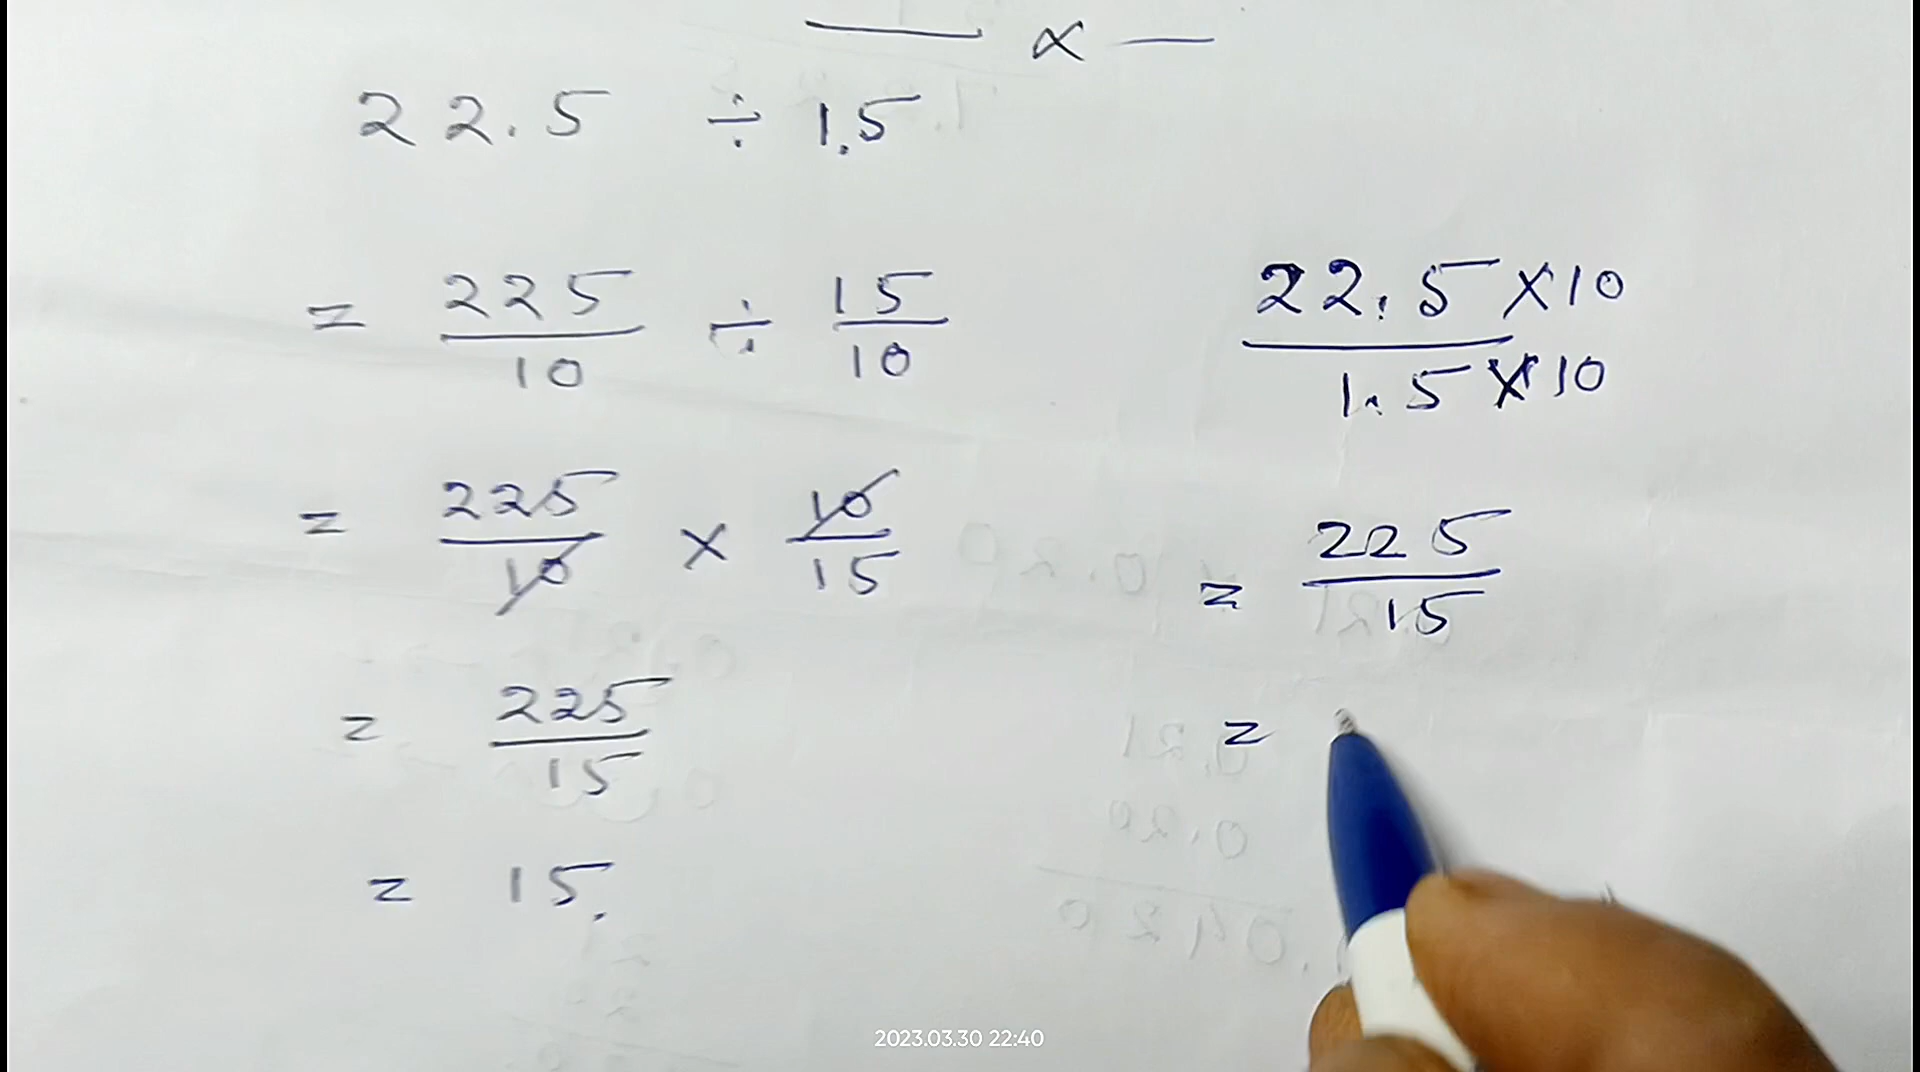 ∝
22.5 ÷ 1.5
= 225/10 ÷ 15/10
= 225/10 × 10/15
= 225/15
= 15.
22.5×10
1.5×10
= 225/15
=
2023.03.30 22:40